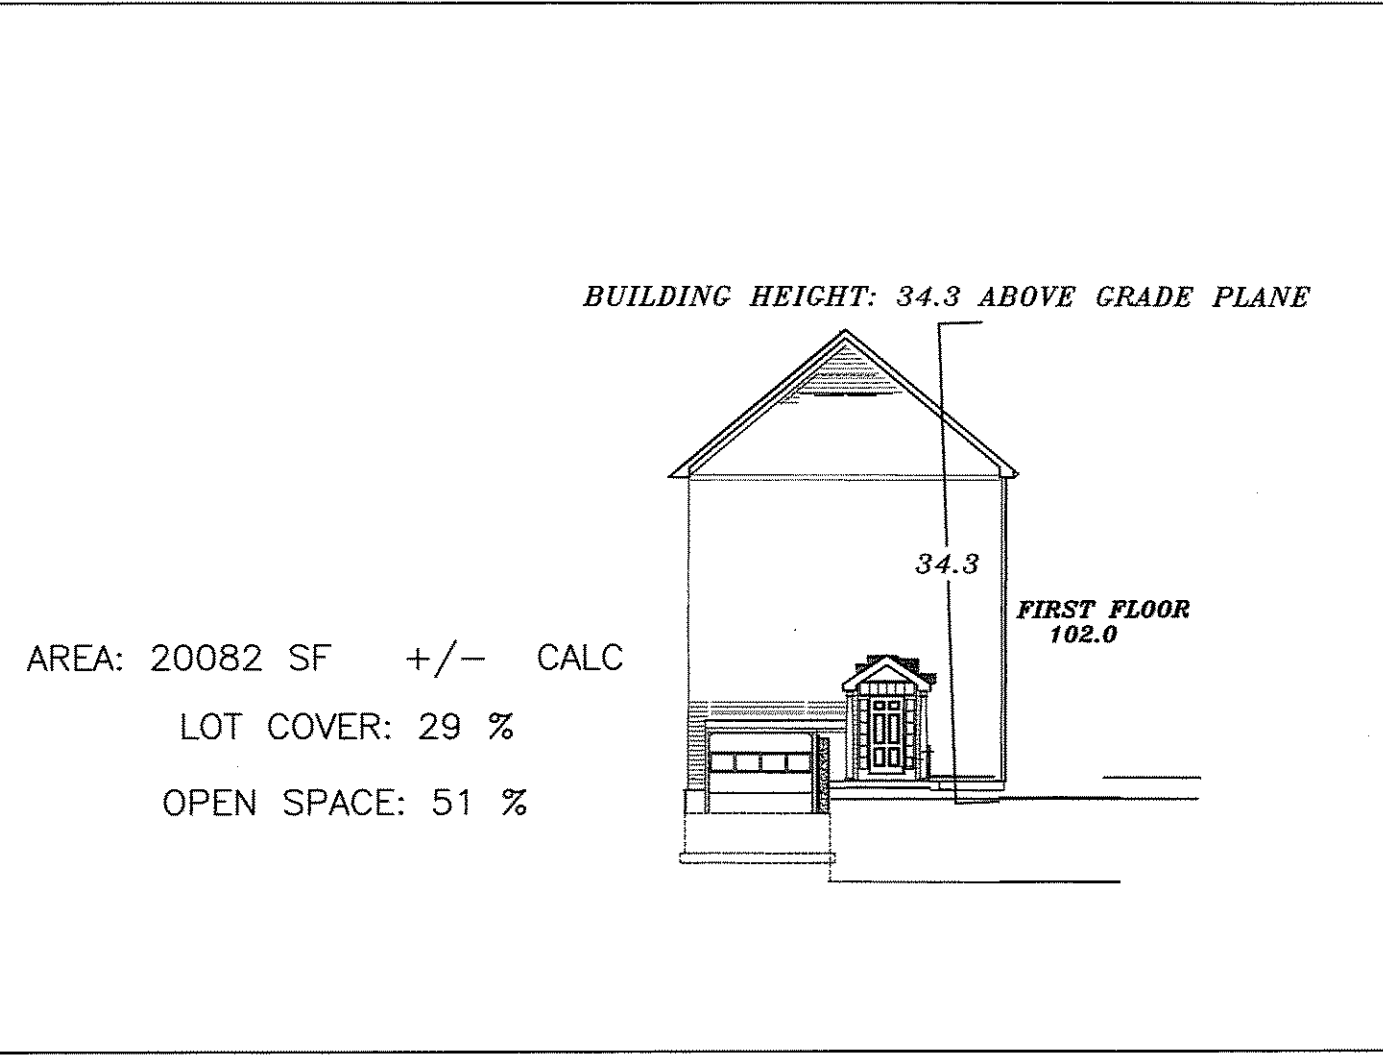 BUILDING HEIGHT: 34.3 ABOVE GRADE PLANE
34.3
FIRST FLOOR
102.0
AREA: 20082 SF +/- CALC
LOT COVER: 29 %
OPEN SPACE: 51 %